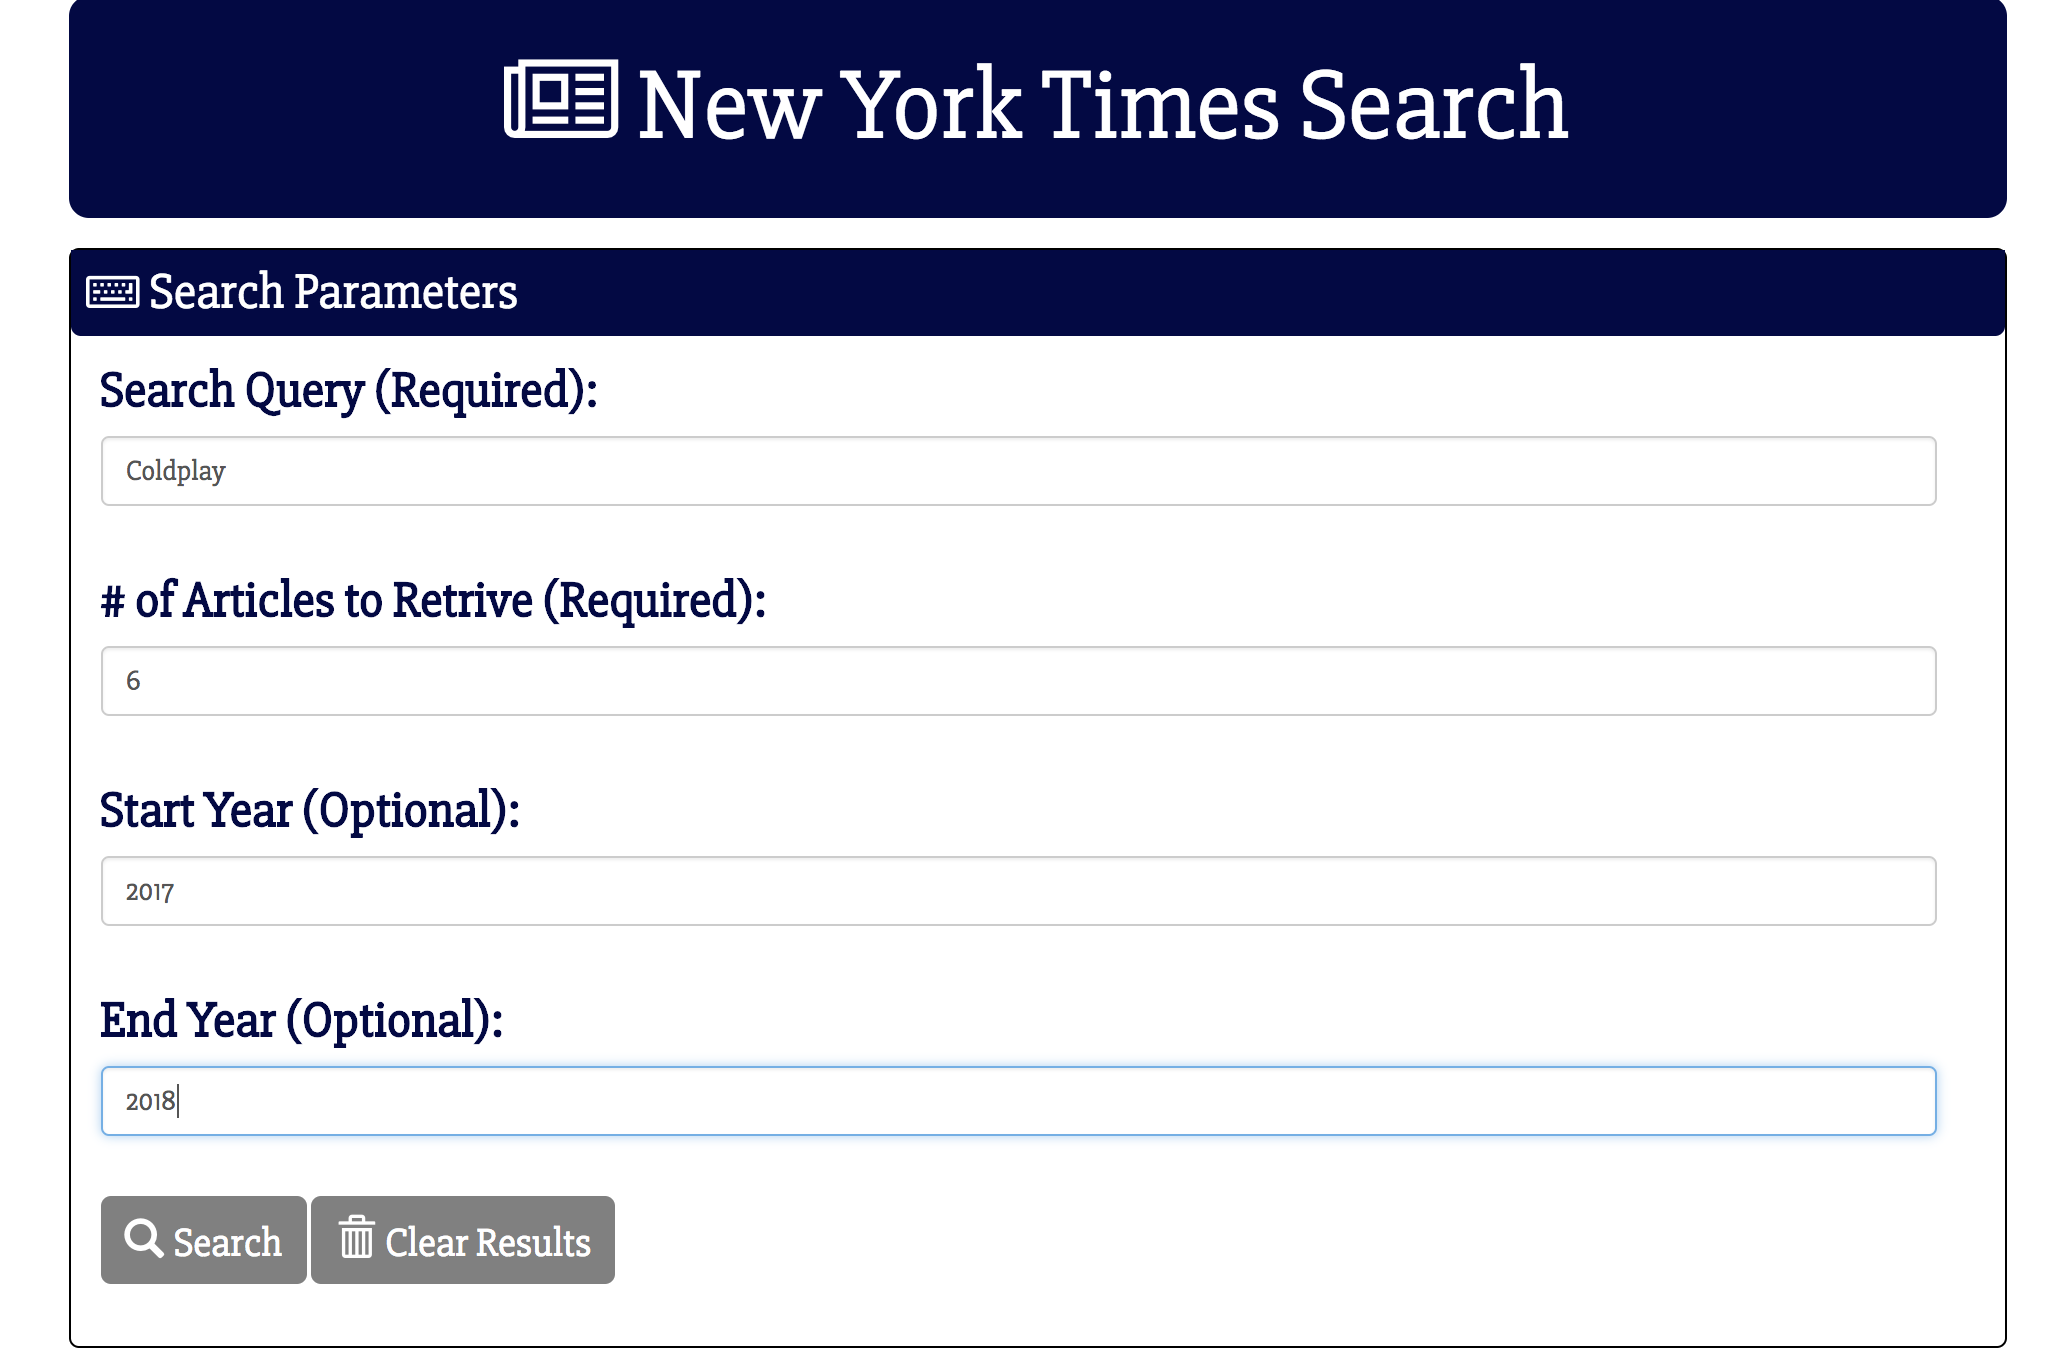 New York Times Search
Search Parameters
Search Query (Required):
Coldplay
# of Articles to Retrive (Required):
6
Start Year (Optional):
2017
End Year (Optional):
2018
Search
Clear Results